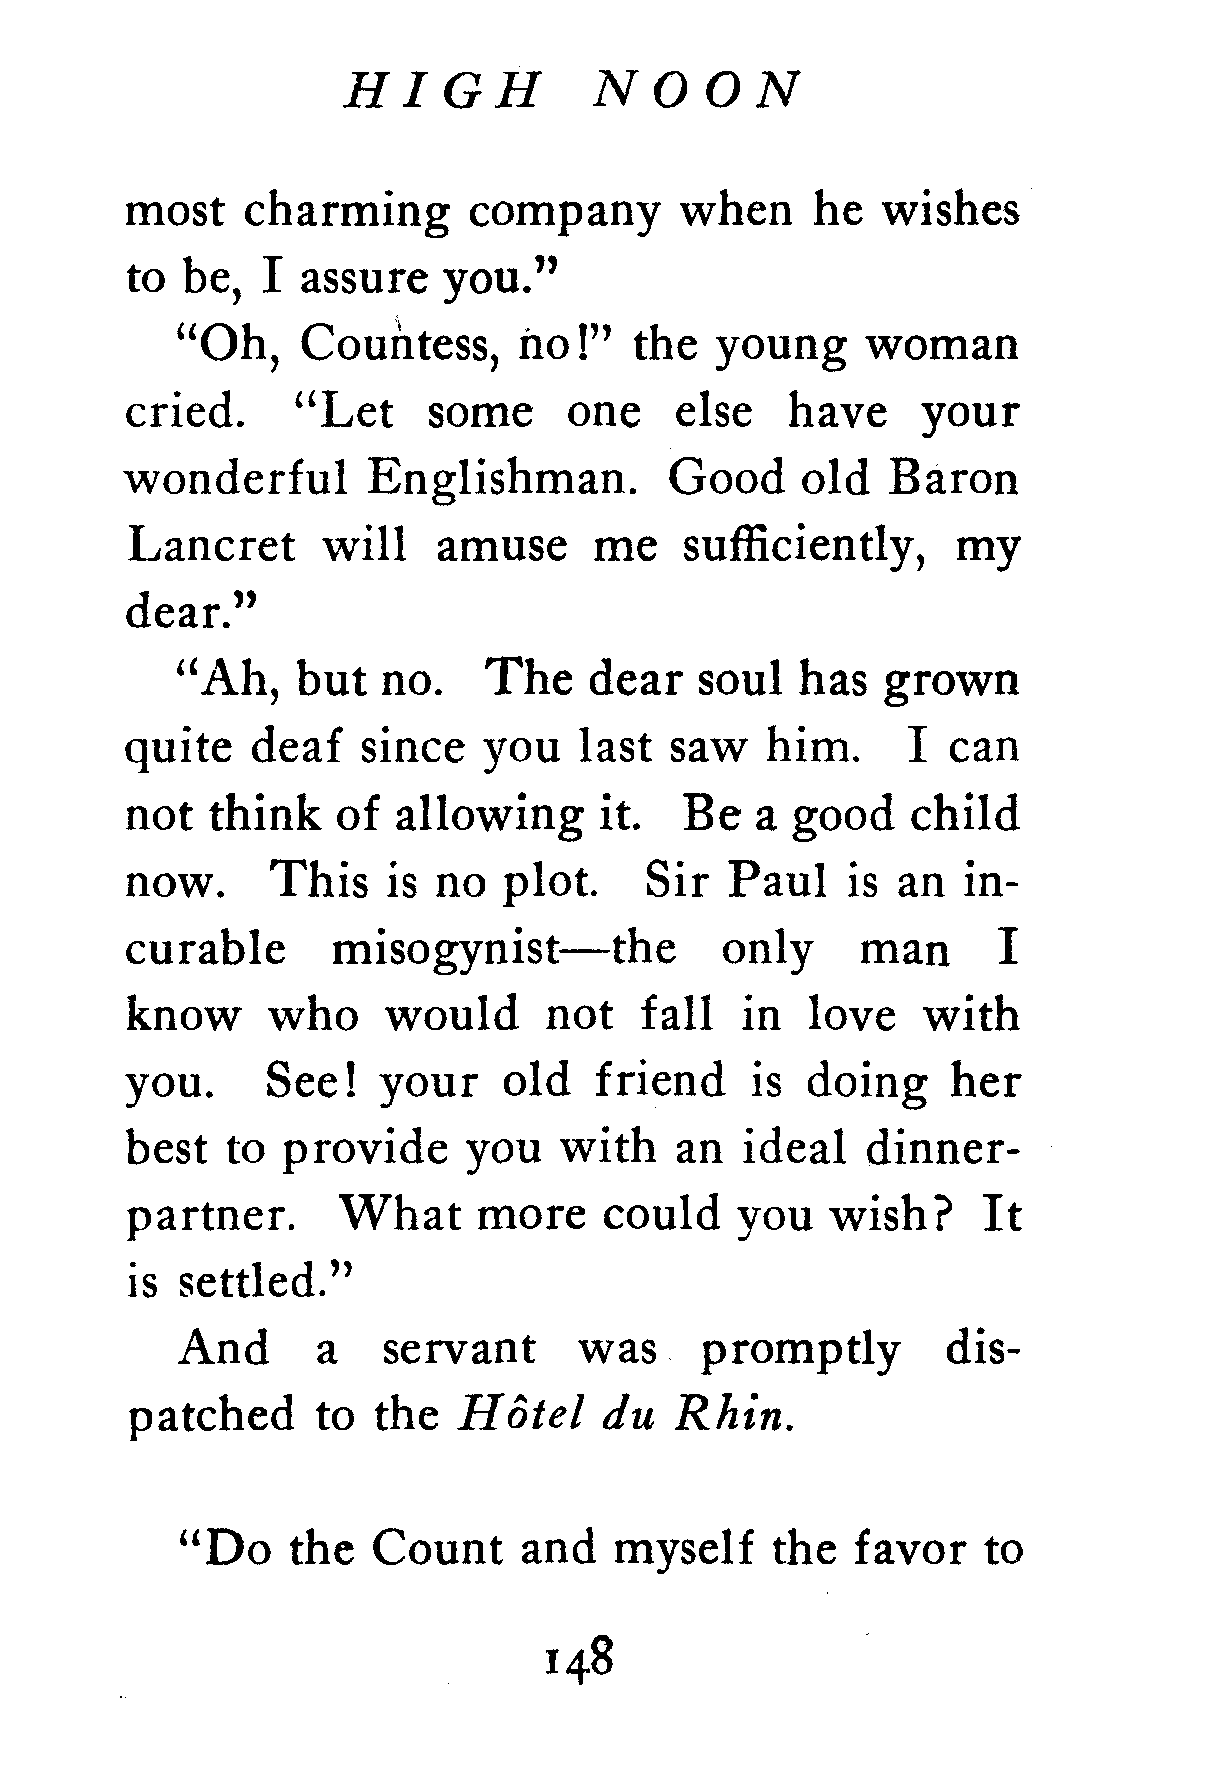 HIGH NOON
most charming company when he wishes
to be, I assure you."
"Oh, Countess, no!" the young woman
cried. "Let some one else have your
wonderful Englishman. Good old Baron
Lancret will amuse me sufficiently, my
dear."
"Ah, but no. The dear soul has grown
quite deaf since you last saw him. I can
not think of allowing it. Be a good child
now. This is no plot. Sir Paul is an in-
curable misogynist—the only man I
know who would not fall in love with
you. See! your old friend is doing her
best to provide you with an ideal dinner-
partner. What more could you wish? It
is settled."
And a servant was promptly dis-
patched to the Hôtel du Rhin.
"Do the Count and myself the favor to
148